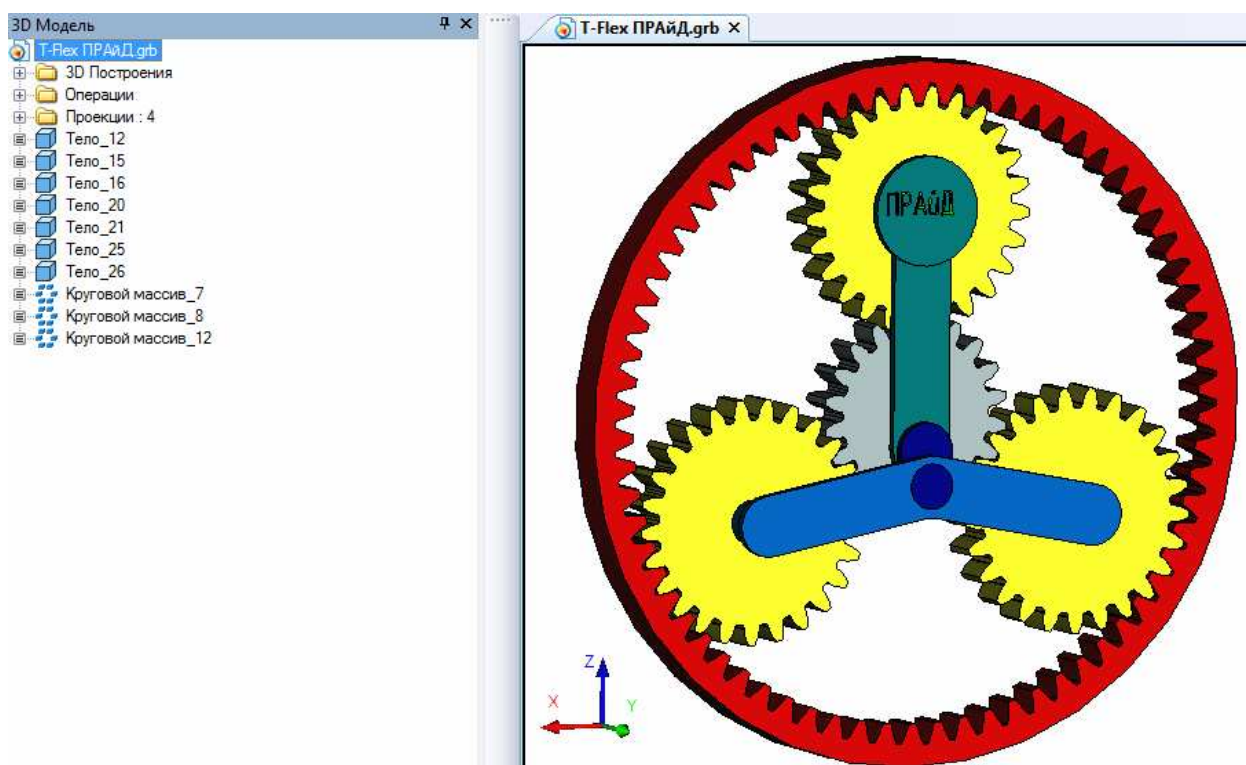 3D Модель
T-Flex ПРАйД.grb
3D Построения
Операции
Проекции : 4
Тело_12
Тело_15
Тело_16
Тело_20
Тело_21
Тело_25
Тело_26
Круговой массив_7
Круговой массив_8
Круговой массив_12
T-Flex ПРАйД.grb
ПРАйД
Z
X
Y